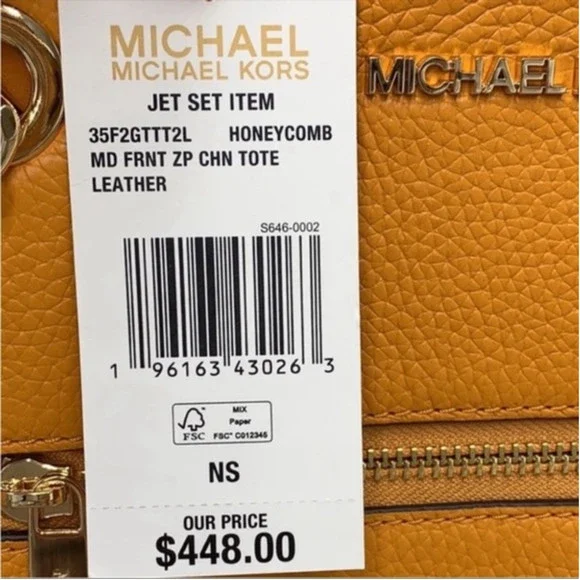 MICHAEL
MICHAEL KORS
JET SET ITEM
35F2GTTT2L HONEYCOMB
MD FRNT ZP CHN TOTE
LEATHER
S646-0002
1 96163 43026 3
FSC
MIX
Paper
FSC® C012345
NS
OUR PRICE
$448.00
MICHAEL